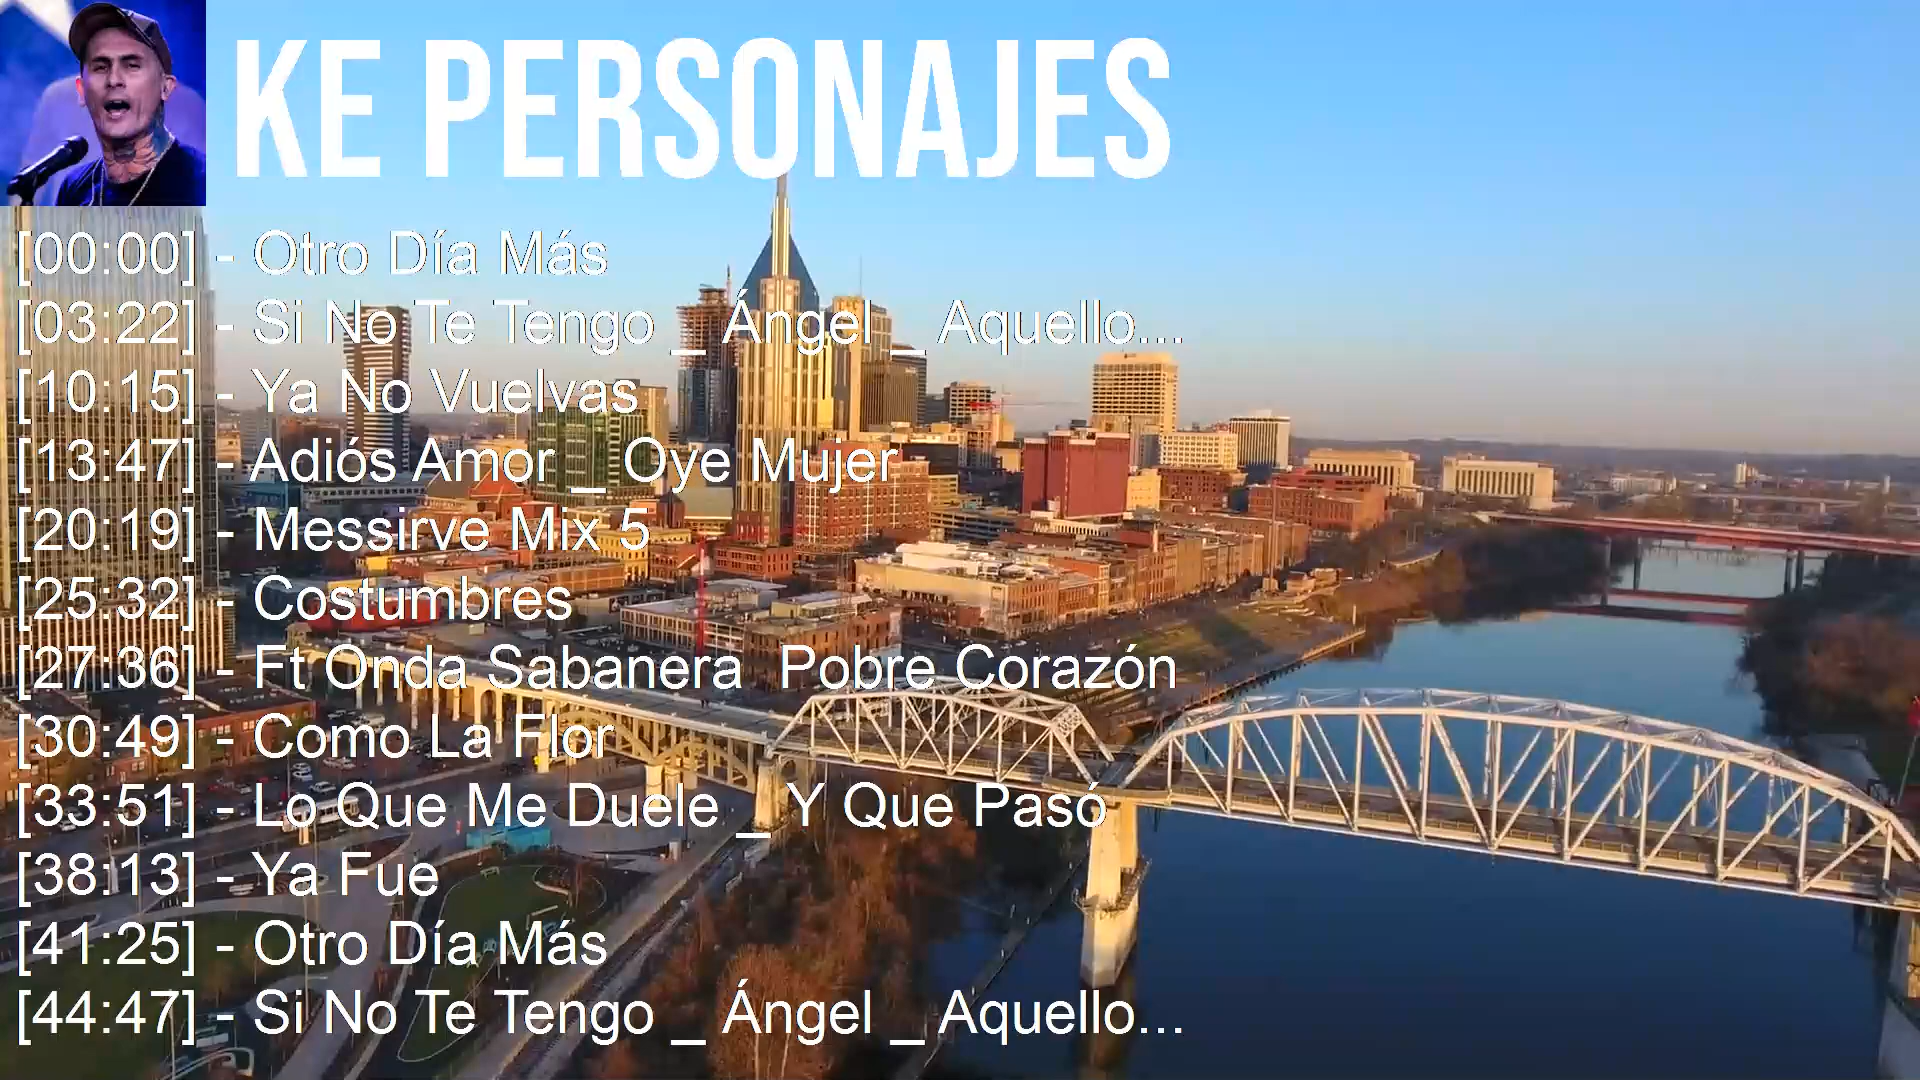 KE PERSONAJES
[00:00] - Otro Día Más
[03:22] - Si No Te Tengo _ Ángel _ Aquello...
[10:15] - Ya No Vuelvas
[13:47] - Adiós Amor _ Oye Mujer
[20:19] - Messirve Mix 5
[25:32] - Costumbres
[27:36] - Ft Onda Sabanera  Pobre Corazón
[30:49] - Como La Flor
[33:51] - Lo Que Me Duele _ Y Que Pasó
[38:13] - Ya Fue
[41:25] - Otro Día Más
[44:47] - Si No Te Tengo _ Ángel _ Aquello...